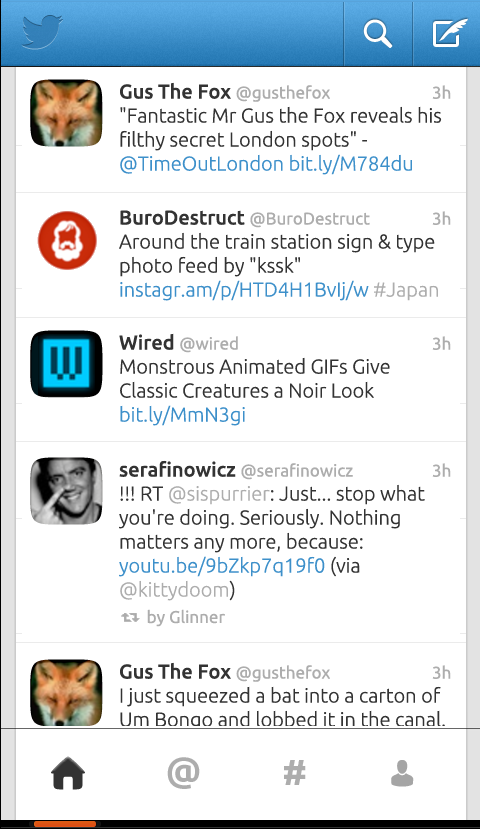 Gus The Fox @gusthefox 3h
"Fantastic Mr Gus the Fox reveals his
filthy secret London spots" -
@TimeOutLondon bit.ly/M784du
BuroDestruct @BuroDestruct 3h
Around the train station sign & type
photo feed by "kssk"
instagr.am/p/HTD4H1BvIj/w #Japan
W
Wired @wired 3h
Monstrous Animated GIFs Give
Classic Creatures a Noir Look
bit.ly/MmN3gi
serafinowicz @serafinowicz 3h
!!! RT @sispurrier: Just... stop what
you're doing. Seriously. Nothing
matters any more, because:
youtu.be/9bZkp7q19f0 (via
@kittydoom)
by Glinner
Gus The Fox @gusthefox 3h
I just squeezed a bat into a carton of
Um Bongo and lobbed it in the canal.
@ #